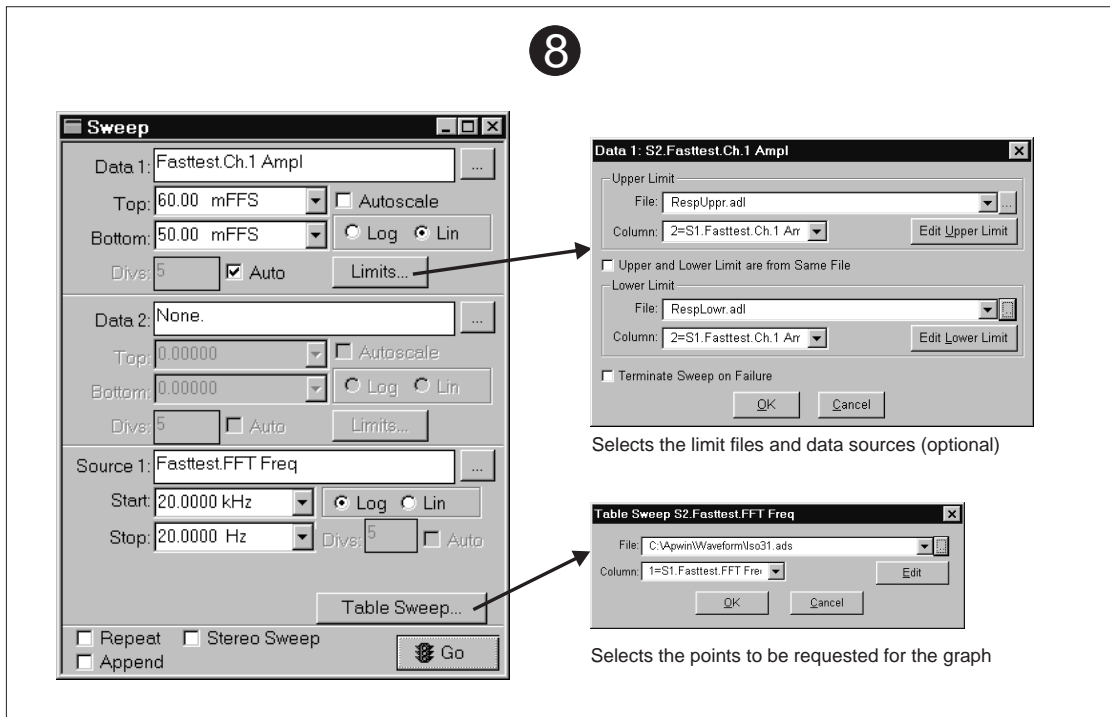 8
Sweep
Data 1: Fasttest.Ch.1 Ampl ...
Top: 60.00 mFFS Autoscale
Bottom: 50.00 mFFS Log Lin
Divs: 5 Auto Limits...
Data 2: None. ...
Top: 0.00000 Autoscale
Bottom: 0.00000 Log Lin
Divs: 5 Auto Limits...
Source 1: Fasttest.FFT Freq ...
Start: 20.0000 kHz Log Lin
Stop: 20.0000 Hz Divs: 5 Auto
Table Sweep...
Repeat Stereo Sweep
Append Go
Data 1: S2.Fasttest.Ch.1 Ampl
Upper Limit
File: RespUppr.adl ...
Column: 2=S1.Fasttest.Ch.1 Am Edit Upper Limit
Upper and Lower Limit are from Same File
Lower Limit
File: RespLowr.adl ...
Column: 2=S1.Fasttest.Ch.1 Am Edit Lower Limit
Terminate Sweep on Failure
OK Cancel
Selects the limit files and data sources (optional)
Table Sweep S2.Fasttest.FFT Freq
File: C:\Apwin\Waveform\Iso31.ads ...
Column: 1=S1.Fasttest.FFT Fre Edit
OK Cancel
Selects the points to be requested for the graph